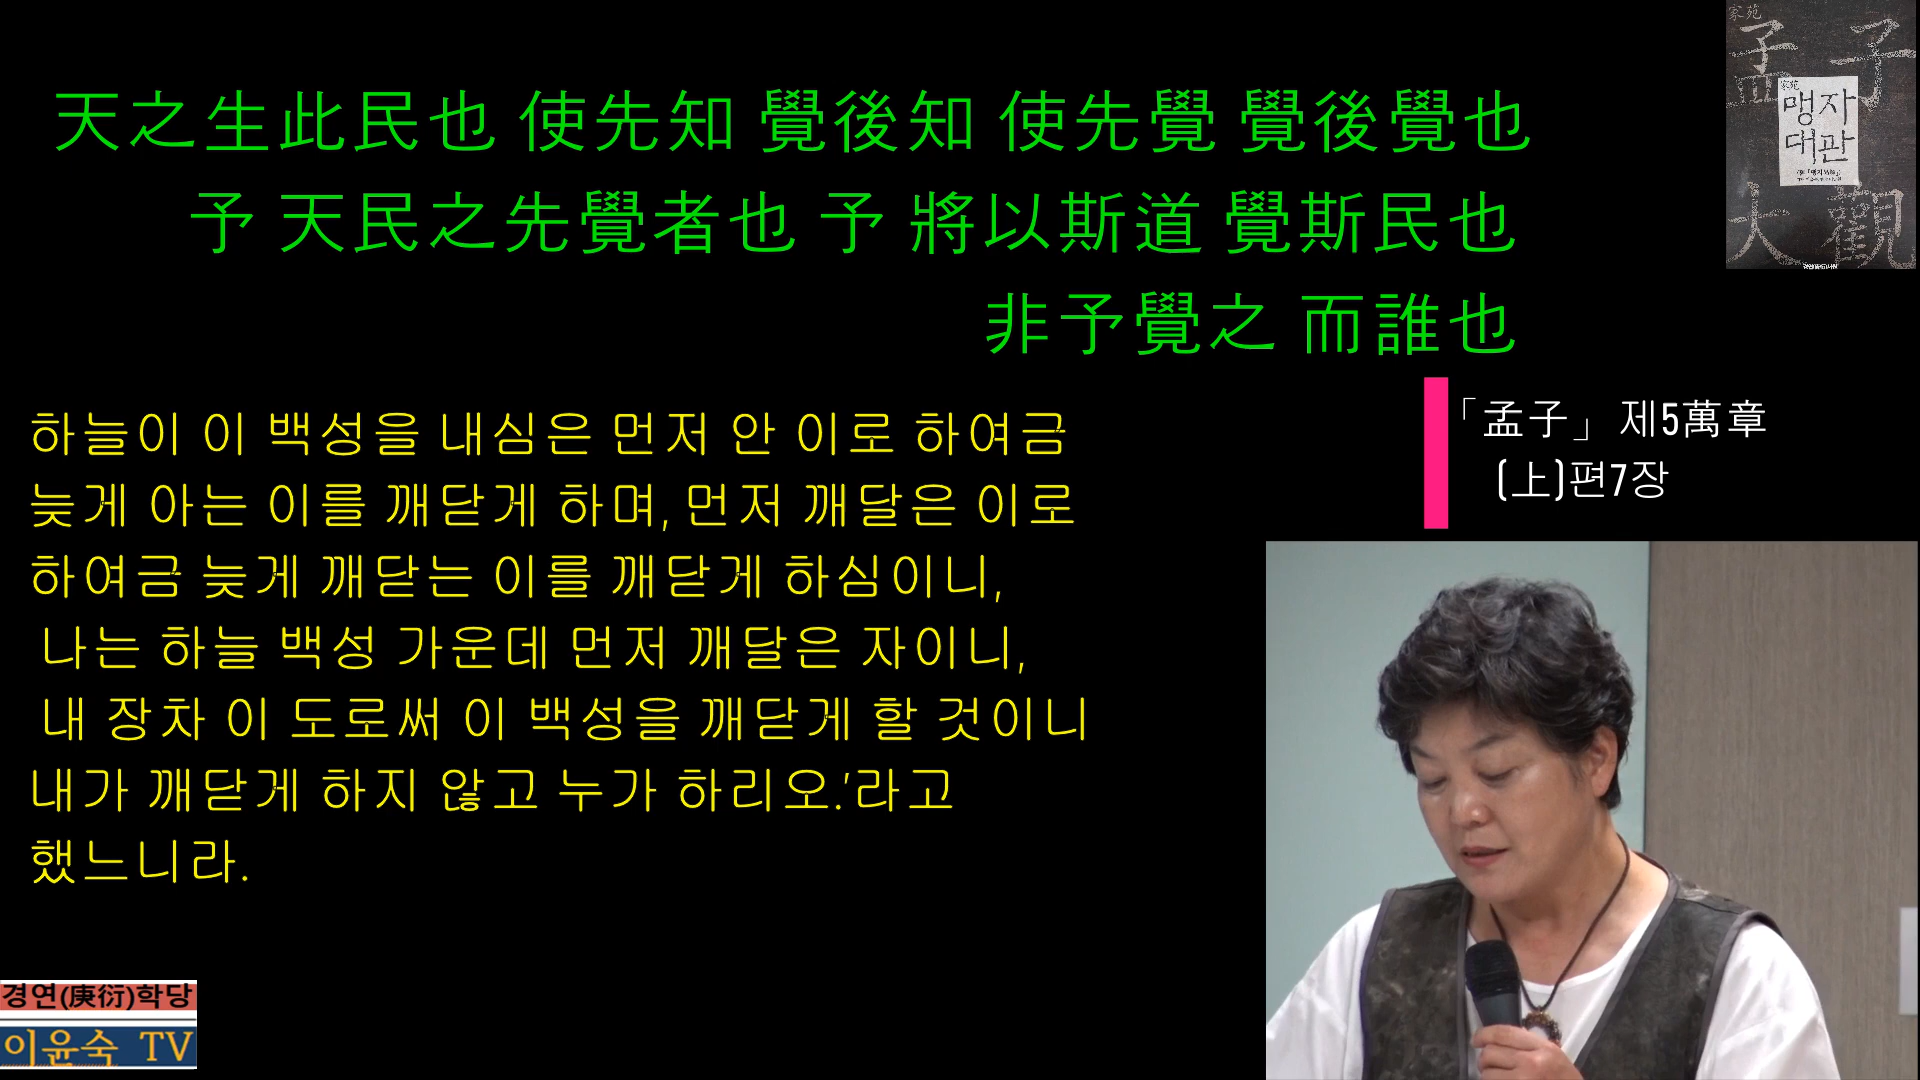 天之生此民也 使先知 覺後知 使先覺 覺後覺也
予 天民之先覺者也 予 將以斯道 覺斯民也
非予覺之 而誰也
「孟子」 제5萬章
(上)편7장
하늘이 이 백성을 내심은 먼저 안 이로 하여금
늦게 아는 이를 깨닫게 하며, 먼저 깨달은 이로
하여금 늦게 깨닫는 이를 깨닫게 하심이니,
나는 하늘 백성 가운데 먼저 깨달은 자이니,
내 장차 이 도로써 이 백성을 깨닫게 할 것이니
내가 깨닫게 하지 않고 누가 하리오.'라고
했느니라.
家苑
孟子
맹자
대관
大觀
경연(庚衍)학당
이윤숙 TV